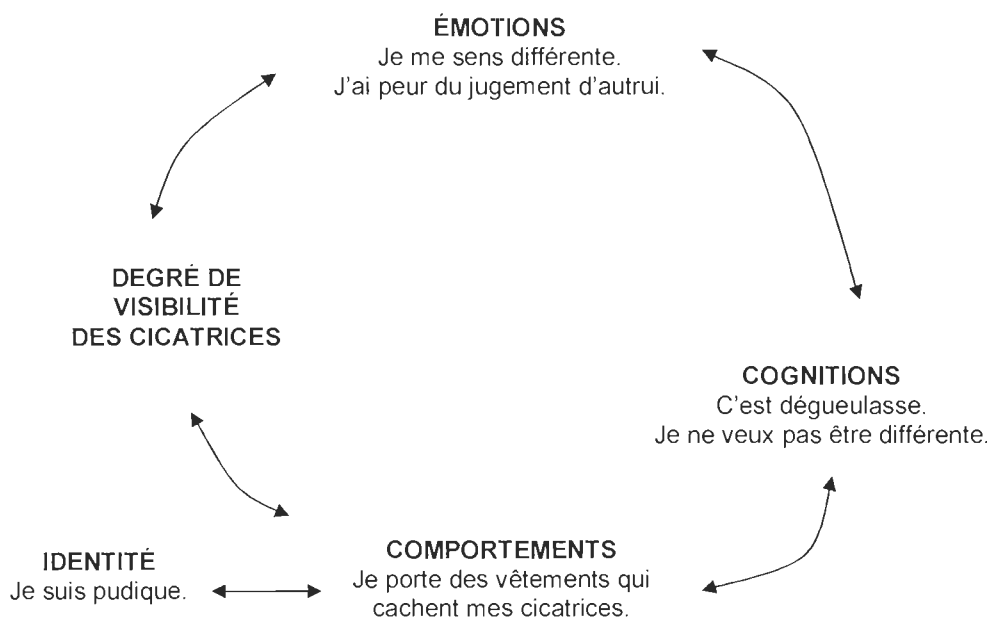 ÉMOTIONS
Je me sens différente.
J'ai peur du jugement d'autrui.
DEGRÉ DE
VISIBILITÉ
DES CICATRICES
COGNITIONS
C'est dégueulasse.
Je ne veux pas être différente.
IDENTITÉ
Je suis pudique.
COMPORTEMENTS
Je porte des vêtements qui
cachent mes cicatrices.